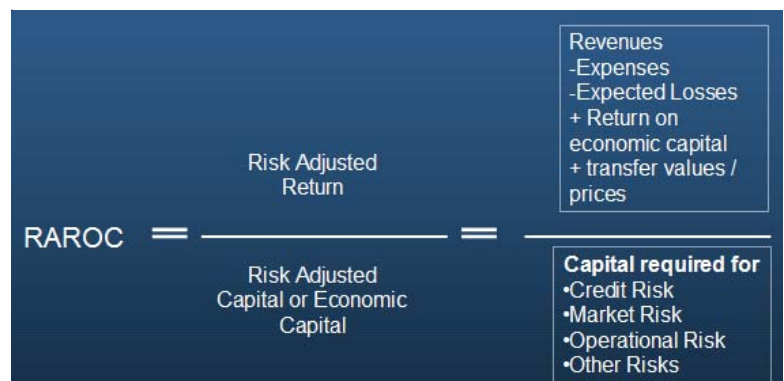 RAROC
=
Risk Adjusted
Return
Risk Adjusted
Capital or Economic
Capital
=
Revenues
-Expenses
-Expected Losses
+ Return on
economic capital
+ transfer values /
prices
Capital required for
•Credit Risk
•Market Risk
•Operational Risk
•Other Risks